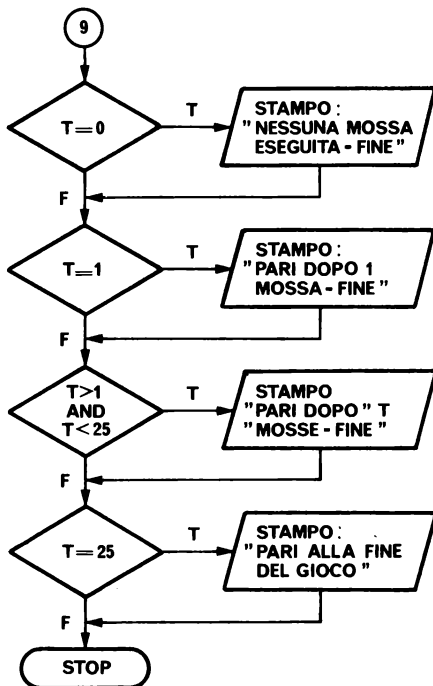 9
T=0
T
STAMPO :
"NESSUNA MOSSA
ESEGUITA - FINE"
F
T=1
T
STAMPO :
"PARI DOPO 1
MOSSA - FINE"
F
T>1
AND
T<25
T
STAMPO
"PARI DOPO" T
"MOSSE - FINE"
F
T=25
T
STAMPO :
"PARI ALLA FINE
DEL GIOCO"
F
STOP